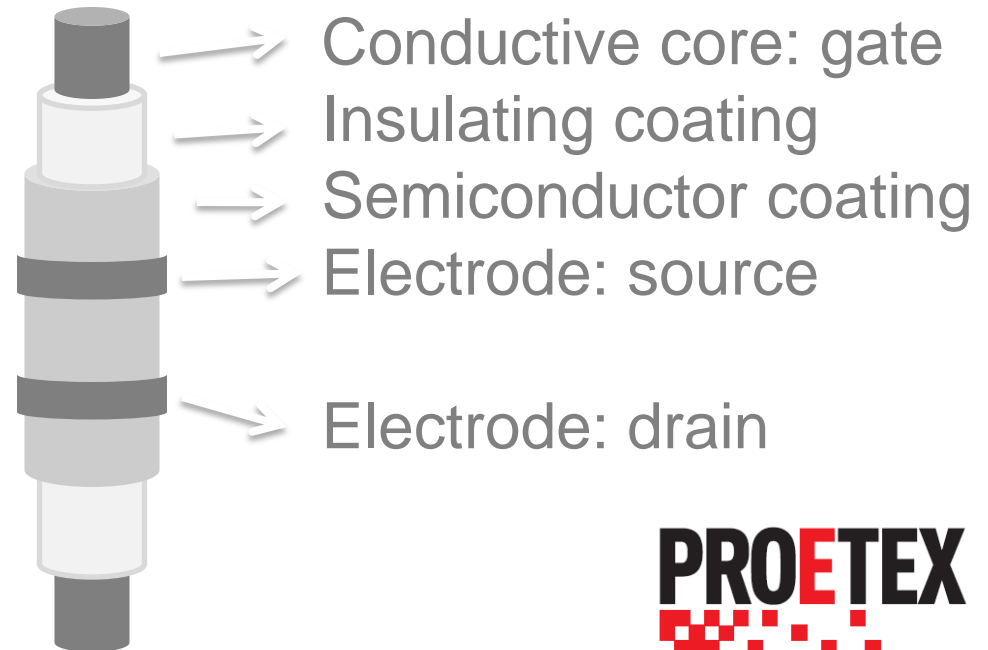 Conductive core: gate
Insulating coating
Semiconductor coating
Electrode: source
Electrode: drain
PROETEX